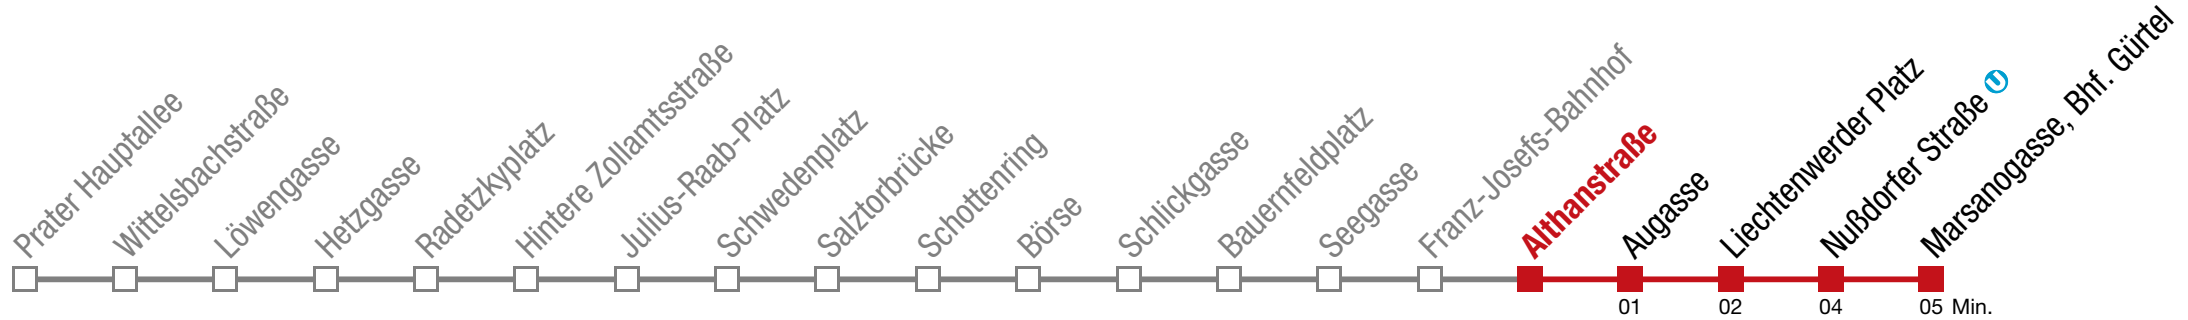 Prater Hauptallee
Wittelsbachstraße
Löwengasse
Hetzgasse
Radetzkyplatz
Hintere Zollamtsstraße
Julius-Raab-Platz
Schwedenplatz
Salztorbrücke
Schottenring
Börse
Schlickgasse
Bauernfeldplatz
Seegasse
Franz-Josefs-Bahnhof
Althanstraße
Augasse
Liechtenwerder Platz
Nußdorfer Straße U
Marsanogasse, Bhf. Gürtel
01 02 04 05 Min.